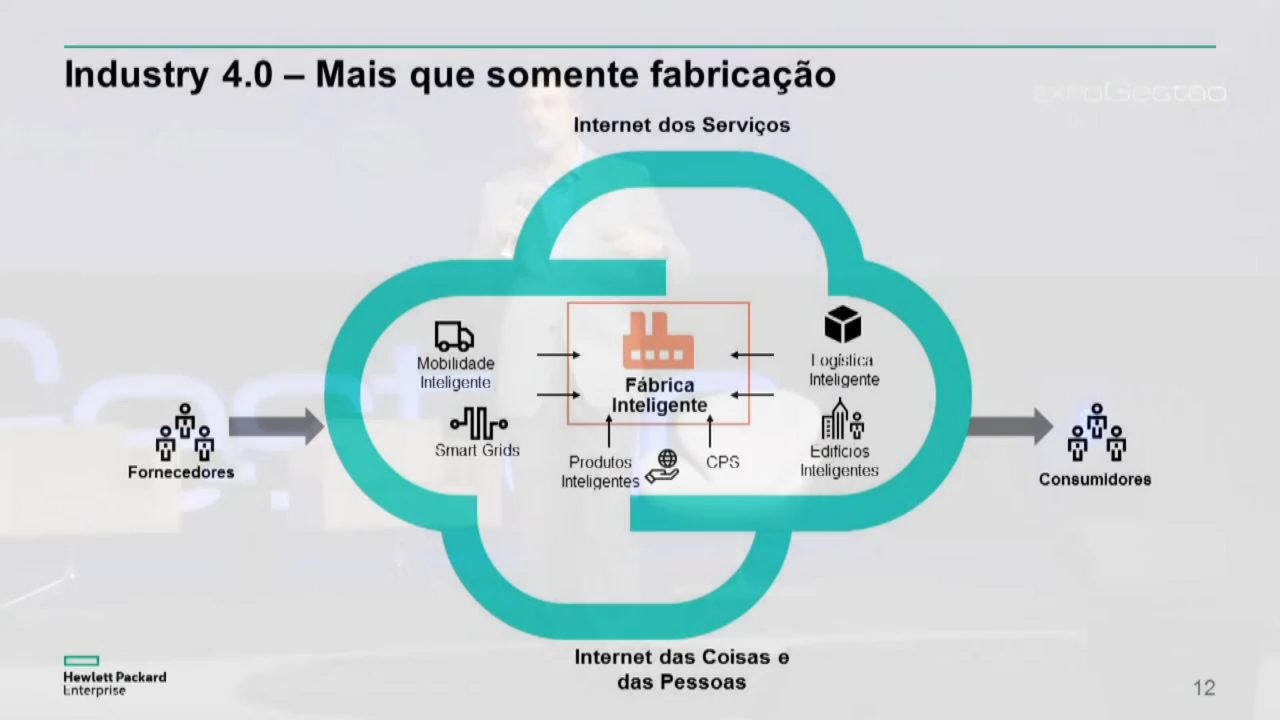 Industry 4.0 – Mais que somente fabricação
expoGestão
Internet dos Serviços
Mobilidade
Inteligente
Smart Grids
Fábrica
Inteligente
Logística
Inteligente
Edifícios
Inteligentes
Produtos
Inteligentes
CPS
Fornecedores
Consumidores
Internet das Coisas e
das Pessoas
Hewlett Packard
Enterprise
12